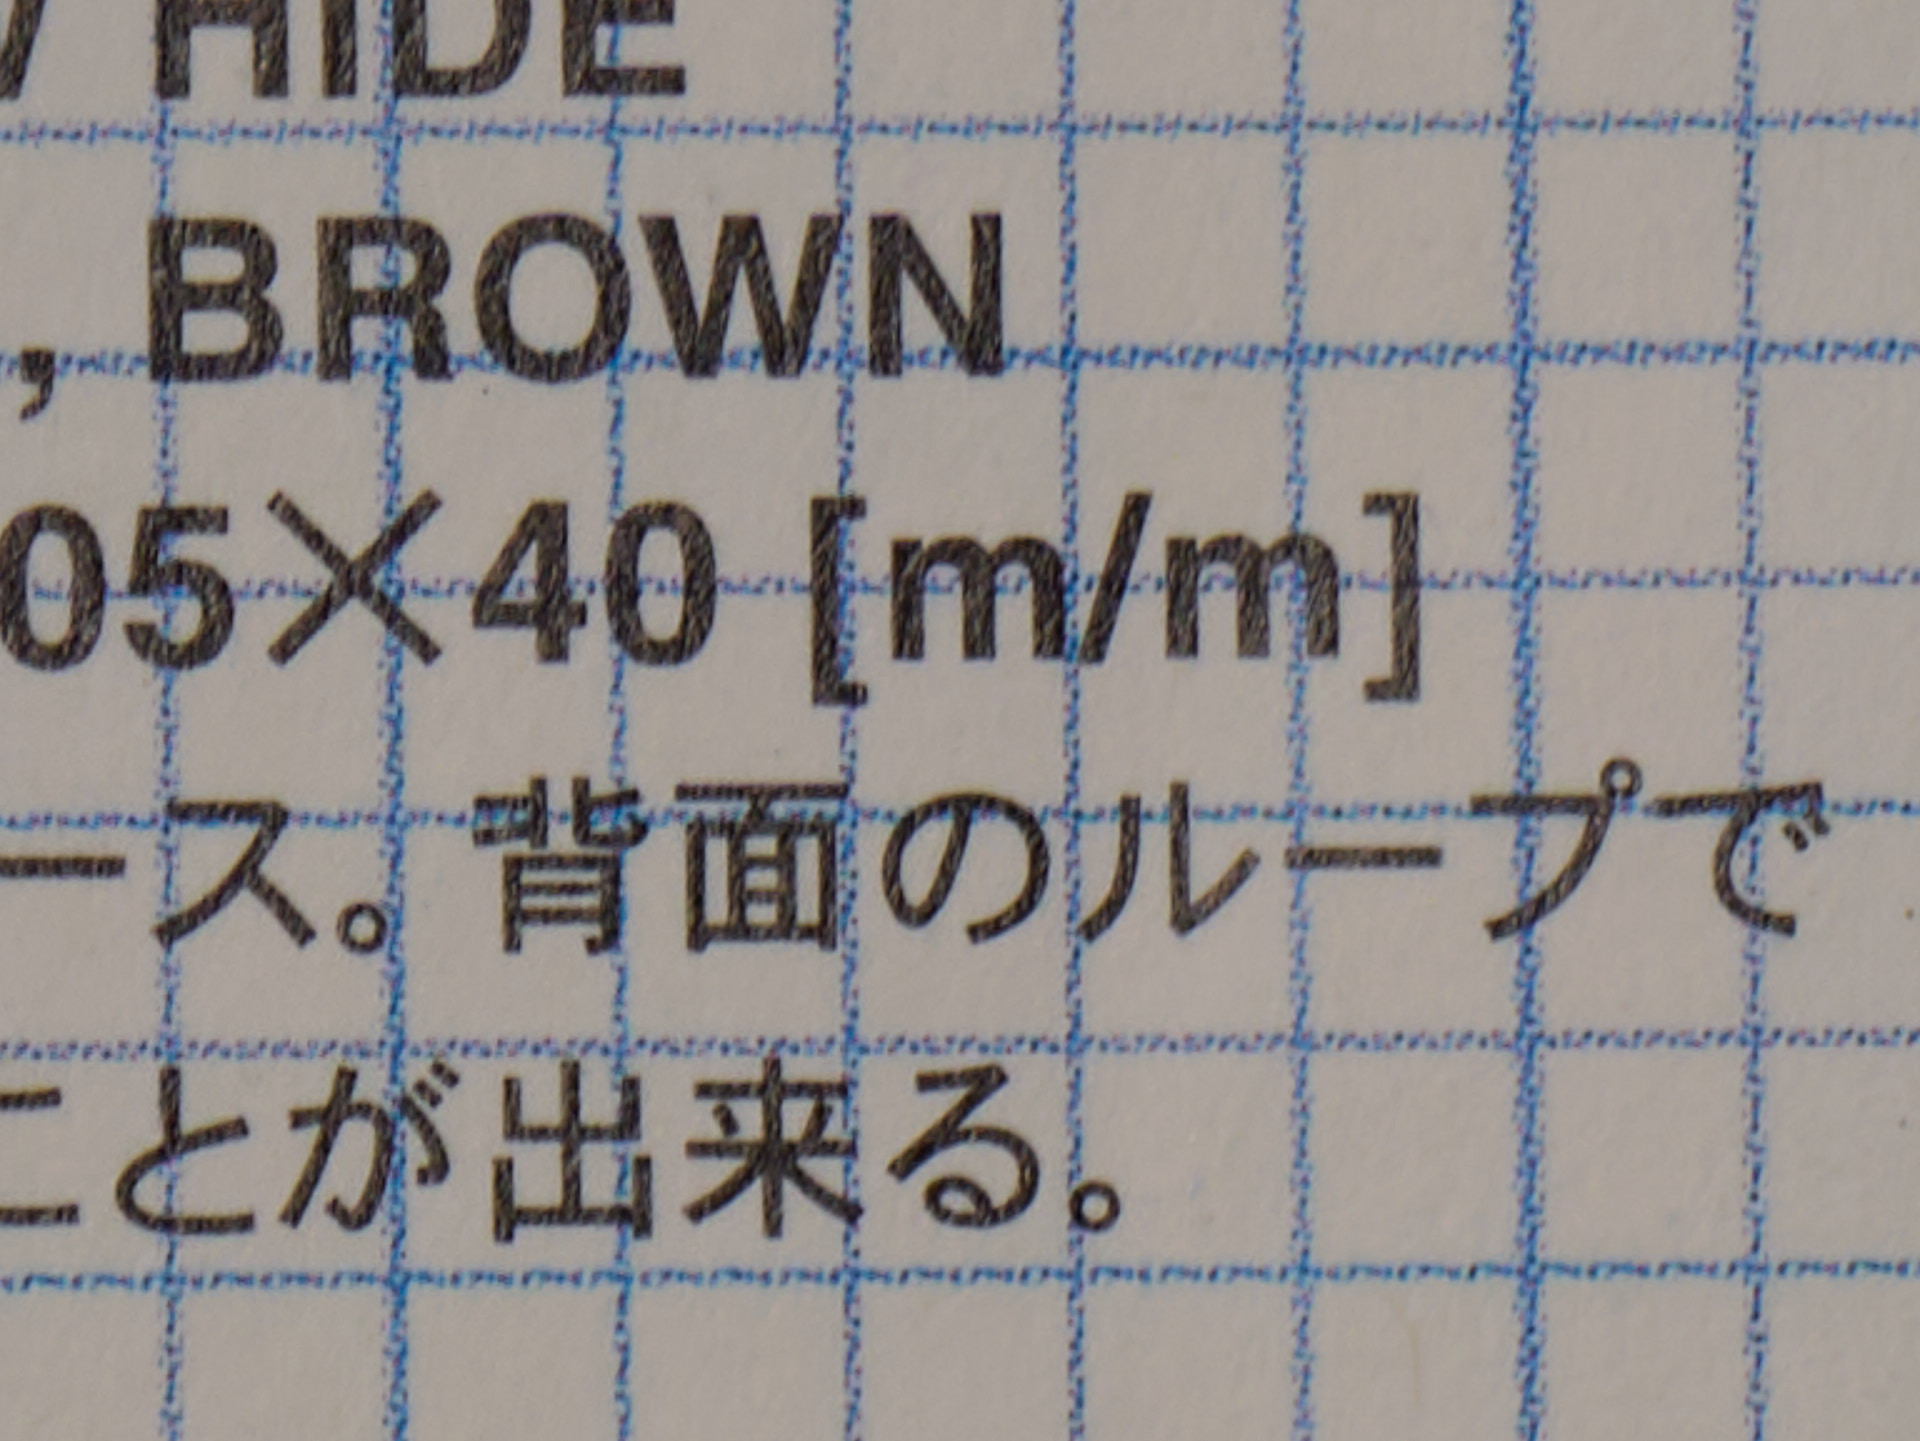 HIDE
, BROWN
05×40 [m/m]
ース。背面のループで
ことが出来る。